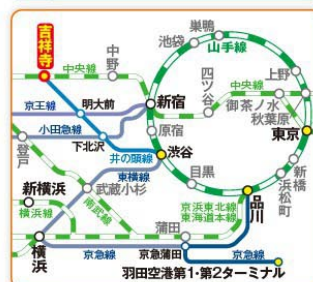 吉祥寺
中野
巣鴨
池袋
山手線
上野
中央線
四ツ谷
中央線
御茶ノ水
秋葉原
京王線
明大前
新宿
小田急線
原宿
東京
登戸
下北沢
井の頭線
渋谷
新横浜
東横線
目黒
新橋
浜松町
武蔵小杉
横浜線
南武線
品川
京浜東北線
東海道本線
蒲田
横浜
京急線
京急蒲田
京急線
羽田空港第1・第2ターミナル